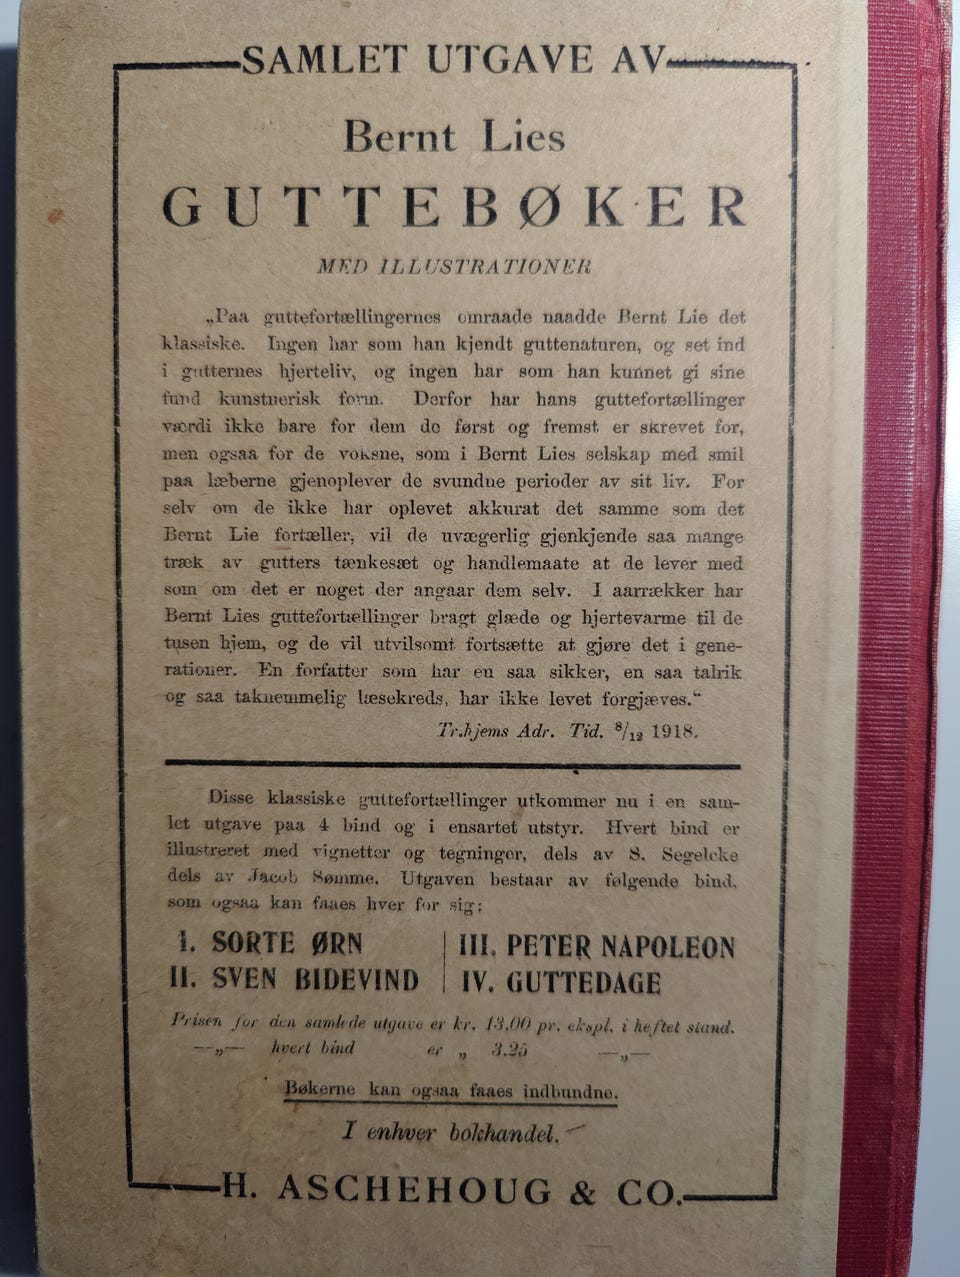 SAMLET UTGAVE AV
Bernt Lies
GUTTEBØKER
MED ILLUSTRATIONER
„Paa guttefortællingernes omraade naadde Bernt Lie det
klassiske. Ingen har som han kjendt guttenaturen, og set ind
i gutternes hjerteliv, og ingen har som han kunnet gi sine
fund kunstnerisk form. Derfor har hans guttefortællinger
værdi ikke bare for dem de først og fremst er skrevet for,
men ogsaa for de voksne, som i Bernt Lies selskap med smil
paa læberne gjenoplever de svundne perioder av sit liv. For
selv om de ikke har oplevet akkurat det samme som det
Bernt Lie fortæller, vil de uvægerlig gjenkjende saa mange
træk av gutters tænkesæt og handlemaate at de lever med
som om det er noget der angaar dem selv. I aarrækker har
Bernt Lies guttefortællinger bragt glæde og hjertevarme til de
tusen hjem, og de vil utvilsomt fortsætte at gjøre det i gene-
rationer. En forfatter som har en saa sikker, en saa talrik
og saa taknemmelig læsekreds, har ikke levet forgjæves.“
Tr.hjems Adr. Tid. 8/12 1918.
Disse klassiske guttefortællinger utkommer nu i en sam-
let utgave paa 4 bind og i ensartet utstyr. Hvert bind er
illustreret med vignetter og tegninger, dels av S. Segelcke
dels av Jacob Sømme. Utgaven bestaar av følgende bind,
som ogsaa kan faaes hver for sig:
I. SORTE ØRN
II. SVEN BIDEVIND
III. PETER NAPOLEON
IV. GUTTEDAGE
Prisen for den samlede utgave er kr. 13.00 pr. ekspl. i heftet stand.
—„— hvert bind er „ 3.25 —„—
Bøkerne kan ogsaa faaes indbundne.
I enhver bokhandel.
H. ASCHEHOUG & CO.